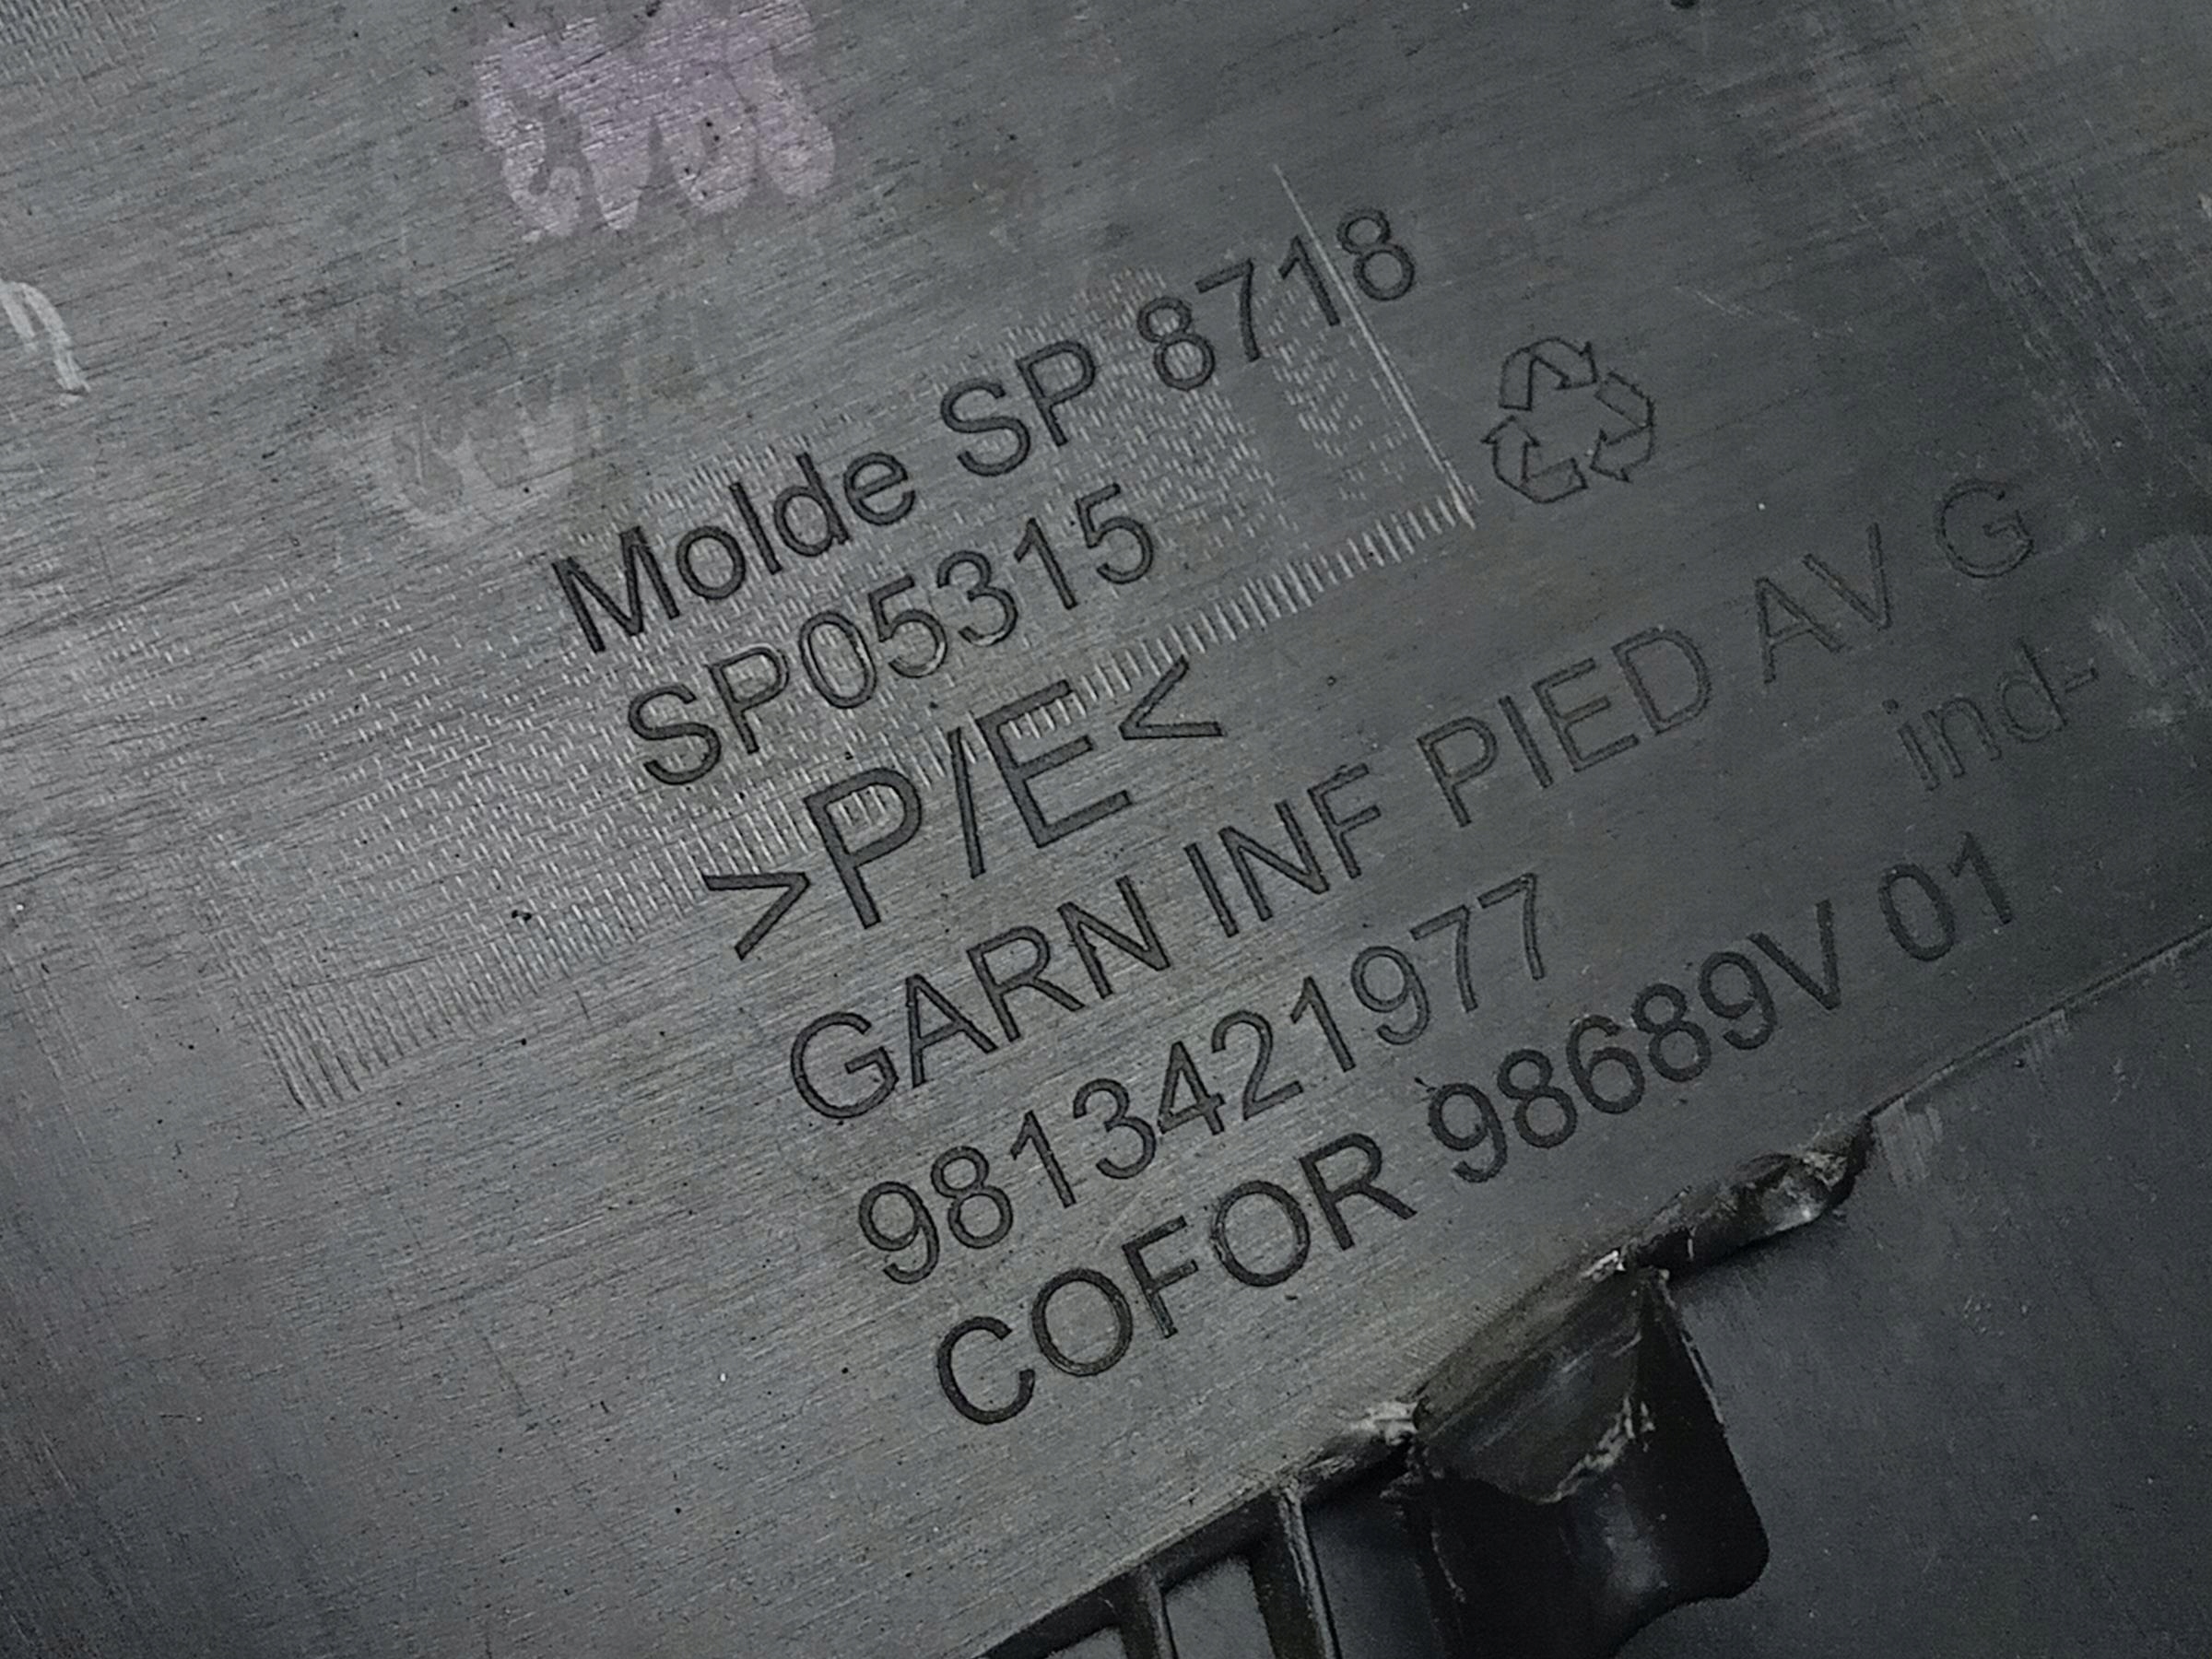 Molde SP 8718
SP05315
>P/E<
GARN INF PIED AV G
ind-
9813421977
COFOR 98689V 01